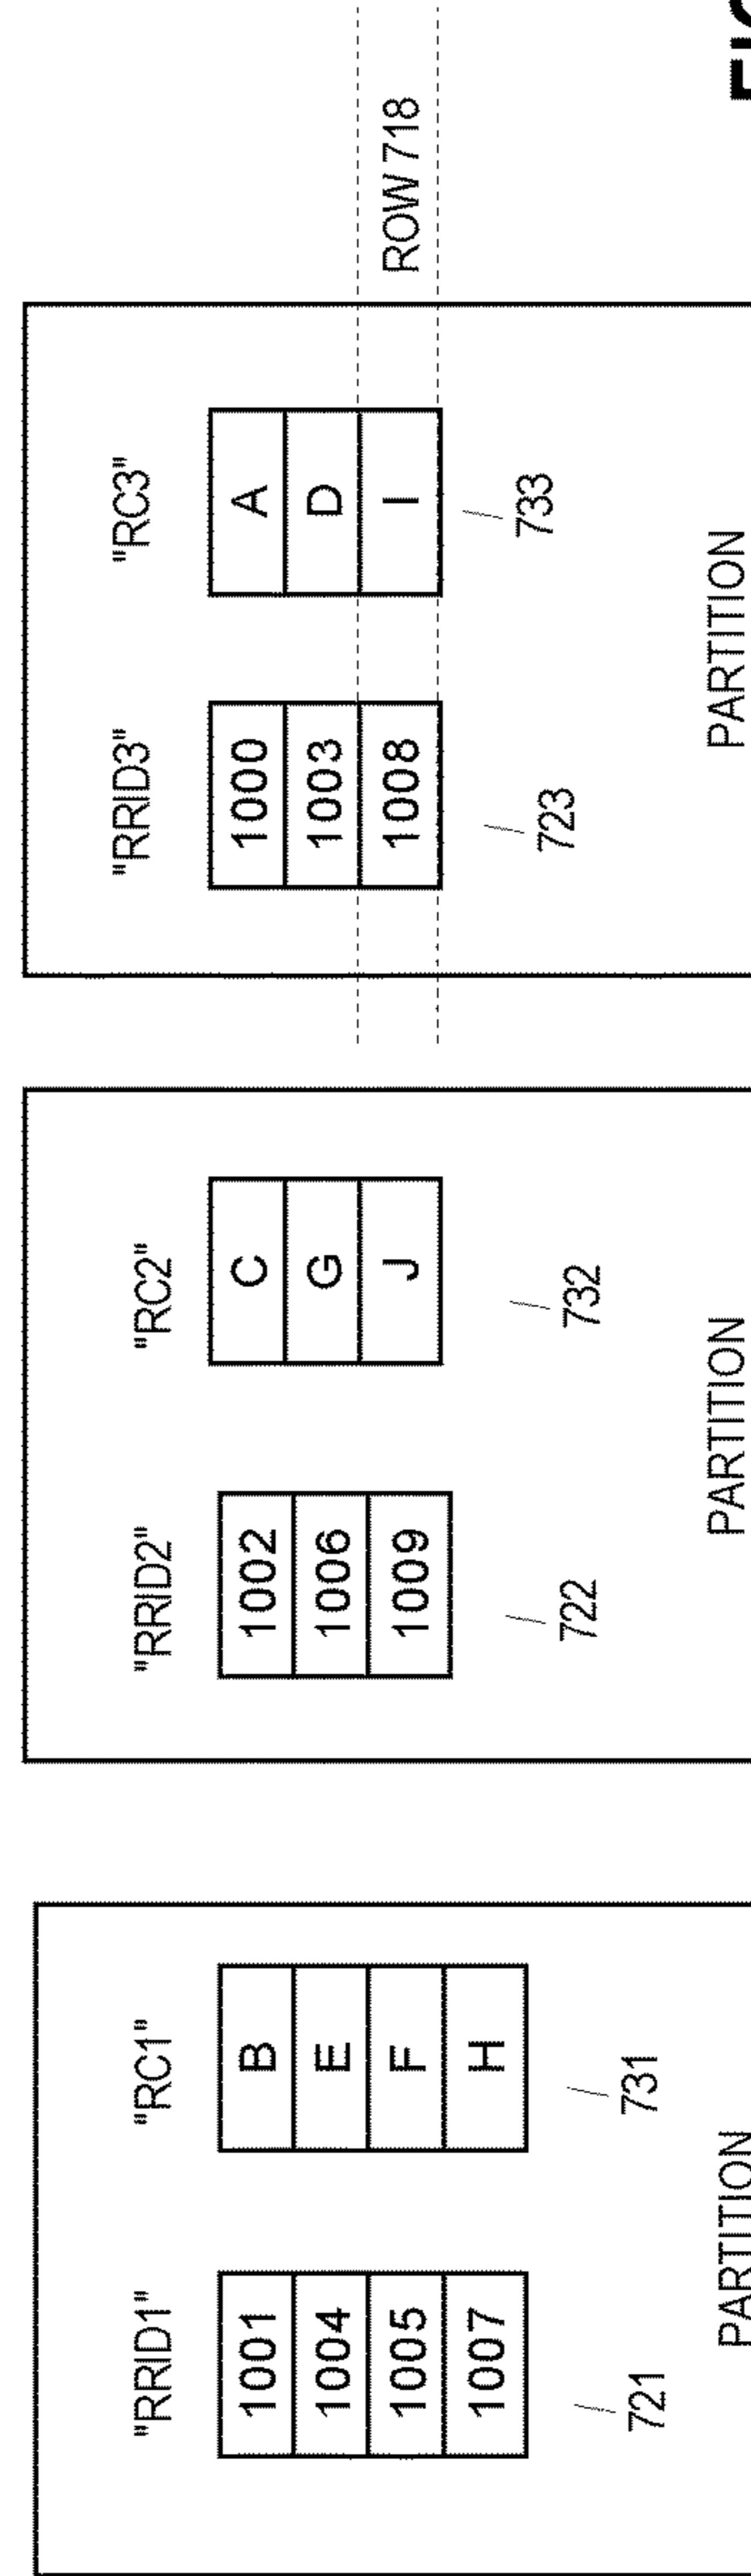 "RRID1"
"RC1"
1001 B
1004 E
1005 F
1007 H
721
731
PARTITION
"RRID2"
"RC2"
1002 C
1006 G
1009 J
722
732
PARTITION
"RRID3"
"RC3"
1000 A
1003 D
1008 I
ROW 718
723
733
PARTITION